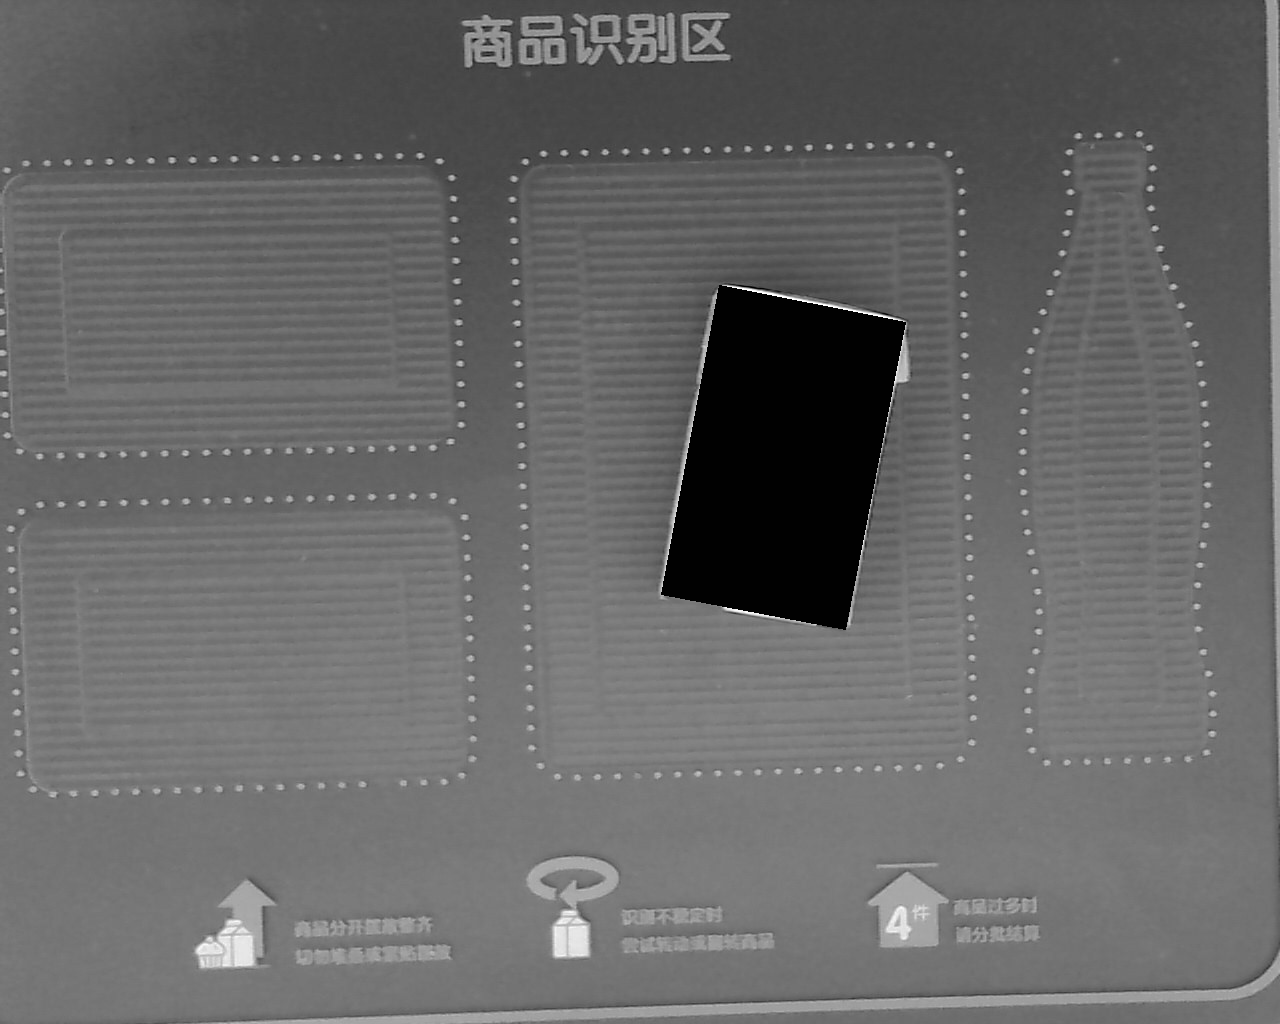 商品识别区
商品分开摆放整齐
切勿堆叠或紧贴摆放
识别不稳定时
尝试转动或翻转商品
4件
商品过多时
请分批结算